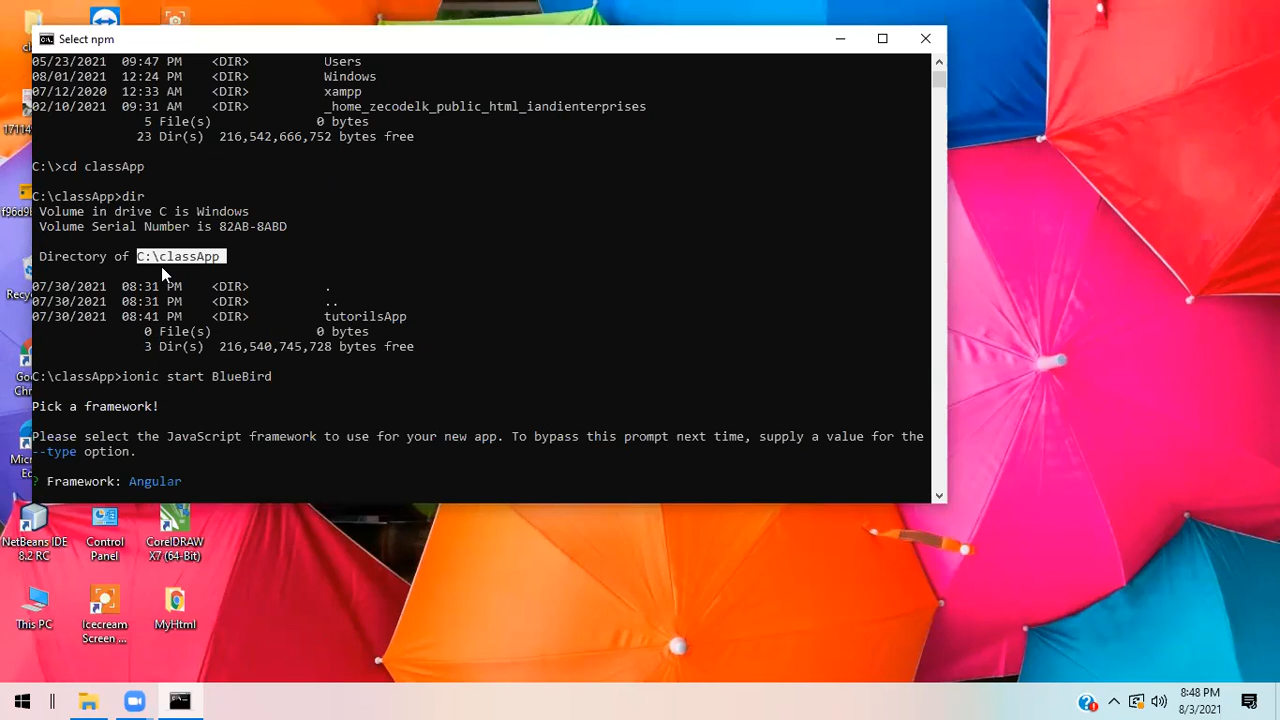 Select npm
05/23/2021  09:47 PM    <DIR>          Users
08/01/2021  12:24 PM    <DIR>          Windows
07/12/2020  12:33 AM    <DIR>          xampp
02/10/2021  09:31 AM    <DIR>          _home_zecodelk_public_html_iandienterprises
5 File(s)              0 bytes
23 Dir(s)  216,542,666,752 bytes free
C:\>cd classApp
C:\classApp>dir
Volume in drive C is Windows
Volume Serial Number is 82AB-8ABD
Directory of C:\classApp
07/30/2021  08:31 PM    <DIR>          .
07/30/2021  08:31 PM    <DIR>          ..
07/30/2021  08:41 PM    <DIR>          tutorilsApp
0 File(s)              0 bytes
3 Dir(s)  216,540,745,728 bytes free
C:\classApp>ionic start BlueBird
Pick a framework!
Please select the JavaScript framework to use for your new app. To bypass this prompt next time, supply a value for the
--type option.
? Framework: Angular
NetBeans IDE
8.2 RC
Control
Panel
CorelDRAW
X7 (64-Bit)
This PC
Icecream
Screen ...
MyHtml
8:48 PM
8/3/2021